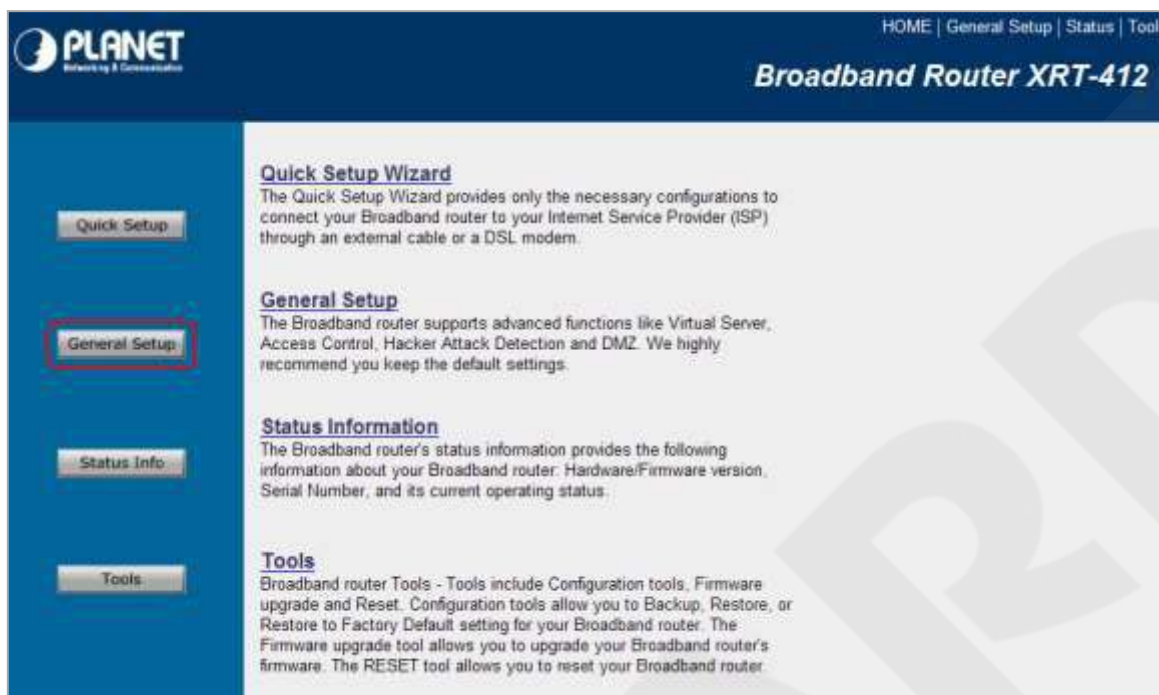 PLANET
Networking & Communication
HOME | General Setup | Status | Tool
Broadband Router XRT-412
Quick Setup
Quick Setup Wizard
The Quick Setup Wizard provides only the necessary configurations to
connect your Broadband router to your Internet Service Provider (ISP)
through an external cable or a DSL modem.
General Setup
General Setup
The Broadband router supports advanced functions like Virtual Server,
Access Control, Hacker Attack Detection and DMZ. We highly
recommend you keep the default settings.
Status Info
Status Information
The Broadband router's status information provides the following
information about your Broadband router: Hardware/Firmware version,
Serial Number, and its current operating status.
Tools
Tools
Broadband router Tools - Tools include Configuration tools, Firmware
upgrade and Reset. Configuration tools allow you to Backup, Restore, or
Restore to Factory Default setting for your Broadband router. The
Firmware upgrade tool allows you to upgrade your Broadband router's
firmware. The RESET tool allows you to reset your Broadband router.